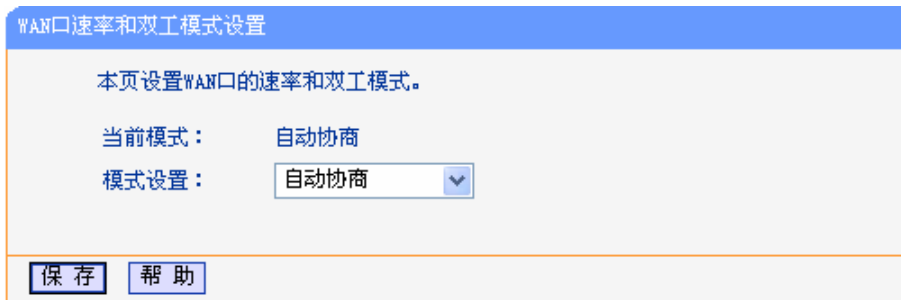 WAN口速率和双工模式设置
本页设置WAN口的速率和双工模式。
当前模式： 自动协商
模式设置： 自动协商
保 存 帮 助